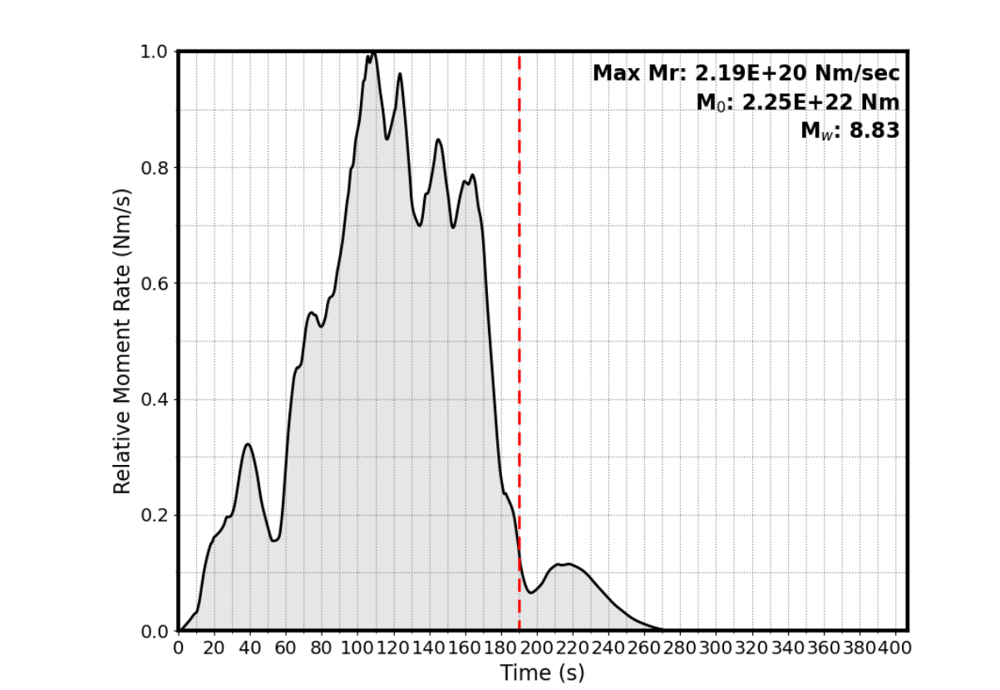 Max Mr: 2.19E+20 Nm/sec
M₀: 2.25E+22 Nm
M_w: 8.83
Relative Moment Rate (Nm/s)
1.0
0.8
0.6
0.4
0.2
0.0
0 20 40 60 80 100 120 140 160 180 200 220 240 260 280 300 320 340 360 380 400
Time (s)